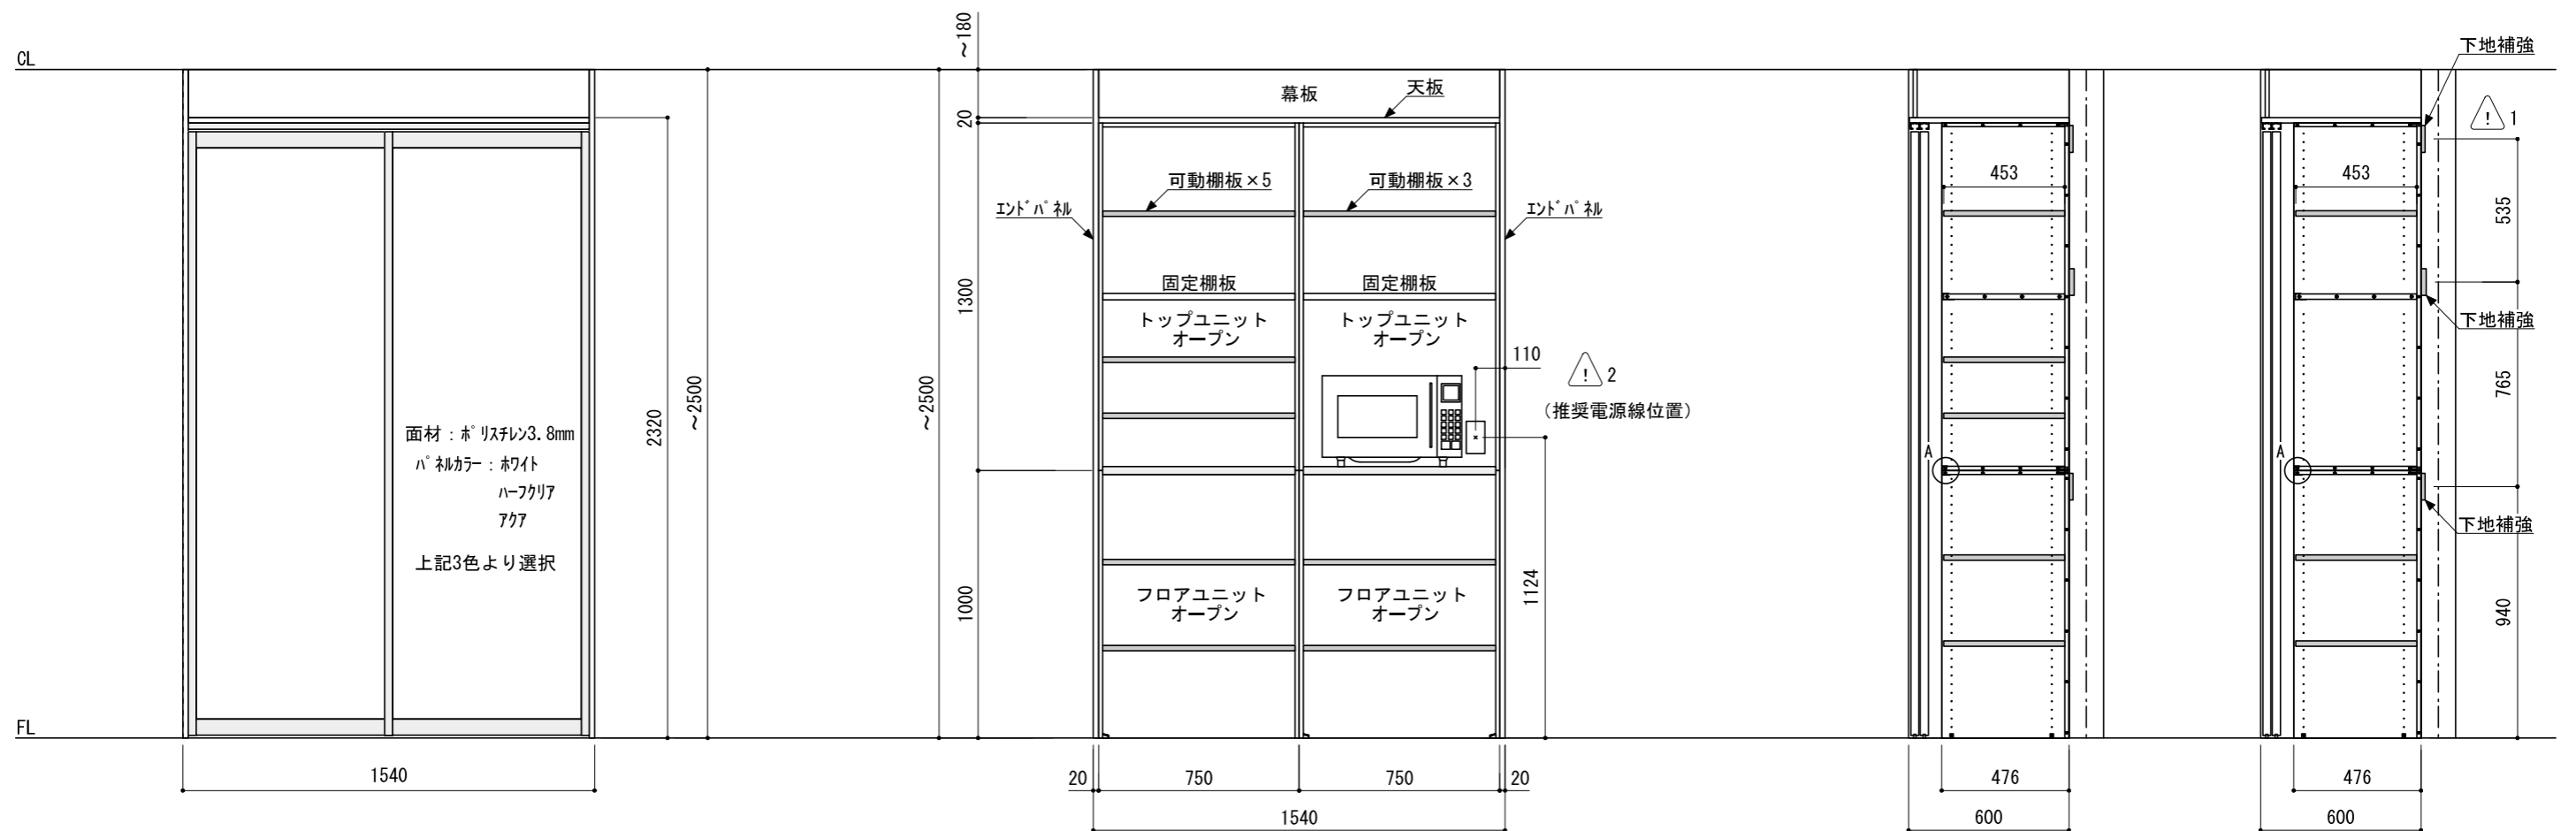 CL
FL
2320
~2500
1540
面材：ﾎﾟﾘｽﾁﾚﾝ3.8mm
ﾊﾟﾈﾙｶﾗｰ：ﾎﾜｲﾄ
ﾊｰﾌｸﾘｱ
ｱｸｱ
上記3色より選択
~180
20
1300
1000
~2500
幕板
天板
可動棚板×5
可動棚板×3
ｴﾝﾄﾞﾊﾟﾈﾙ
ｴﾝﾄﾞﾊﾟﾈﾙ
固定棚板
固定棚板
トップユニット
オープン
トップユニット
オープン
110
! 2
(推奨電源線位置)
フロアユニット
オープン
フロアユニット
オープン
1124
20
750
750
20
1540
453
A
476
600
下地補強
! 1
453
535
下地補強
765
A
下地補強
940
476
600